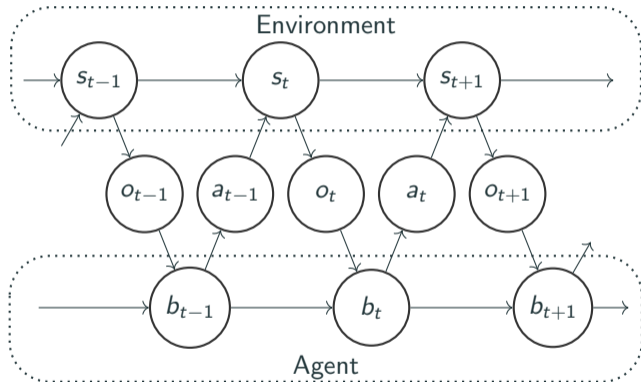 Environment
s_{t−1} s_t s_{t+1}
o_{t−1} a_{t−1} o_t a_t o_{t+1}
b_{t−1} b_t b_{t+1}
Agent